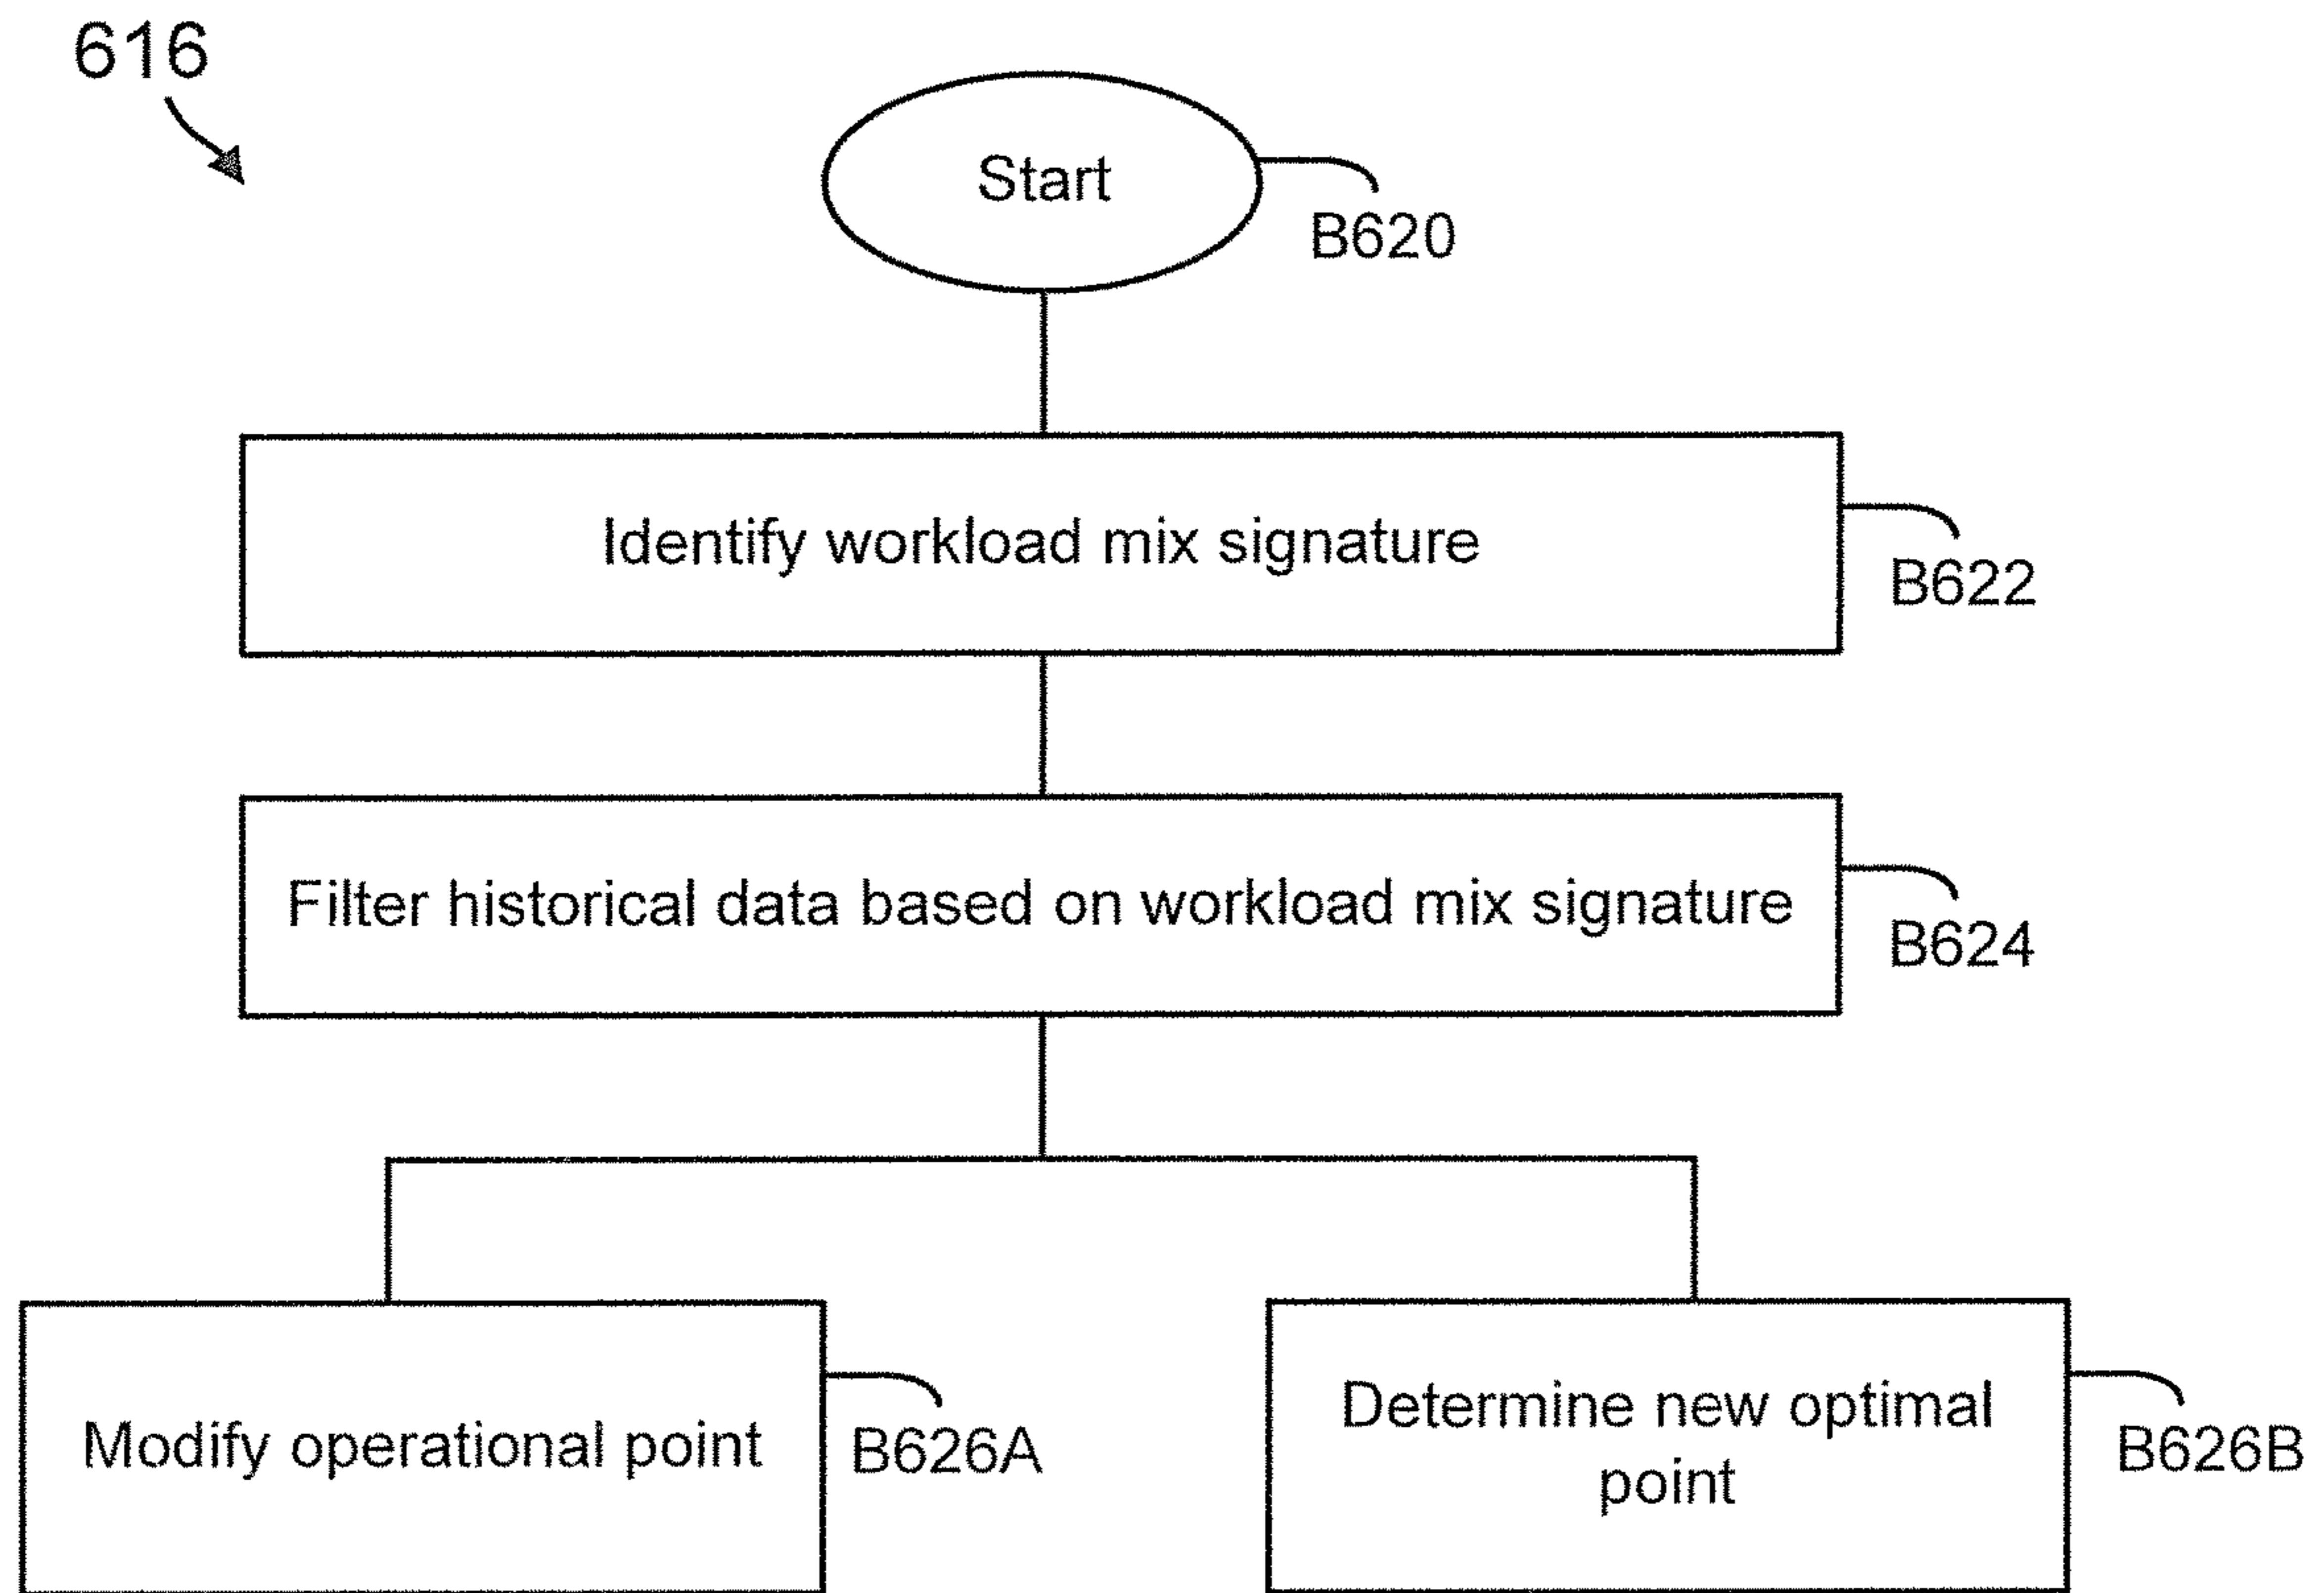 616
Start
B620
Identify workload mix signature
B622
Filter historical data based on workload mix signature
B624
Modify operational point
B626A
Determine new optimal
point
B626B